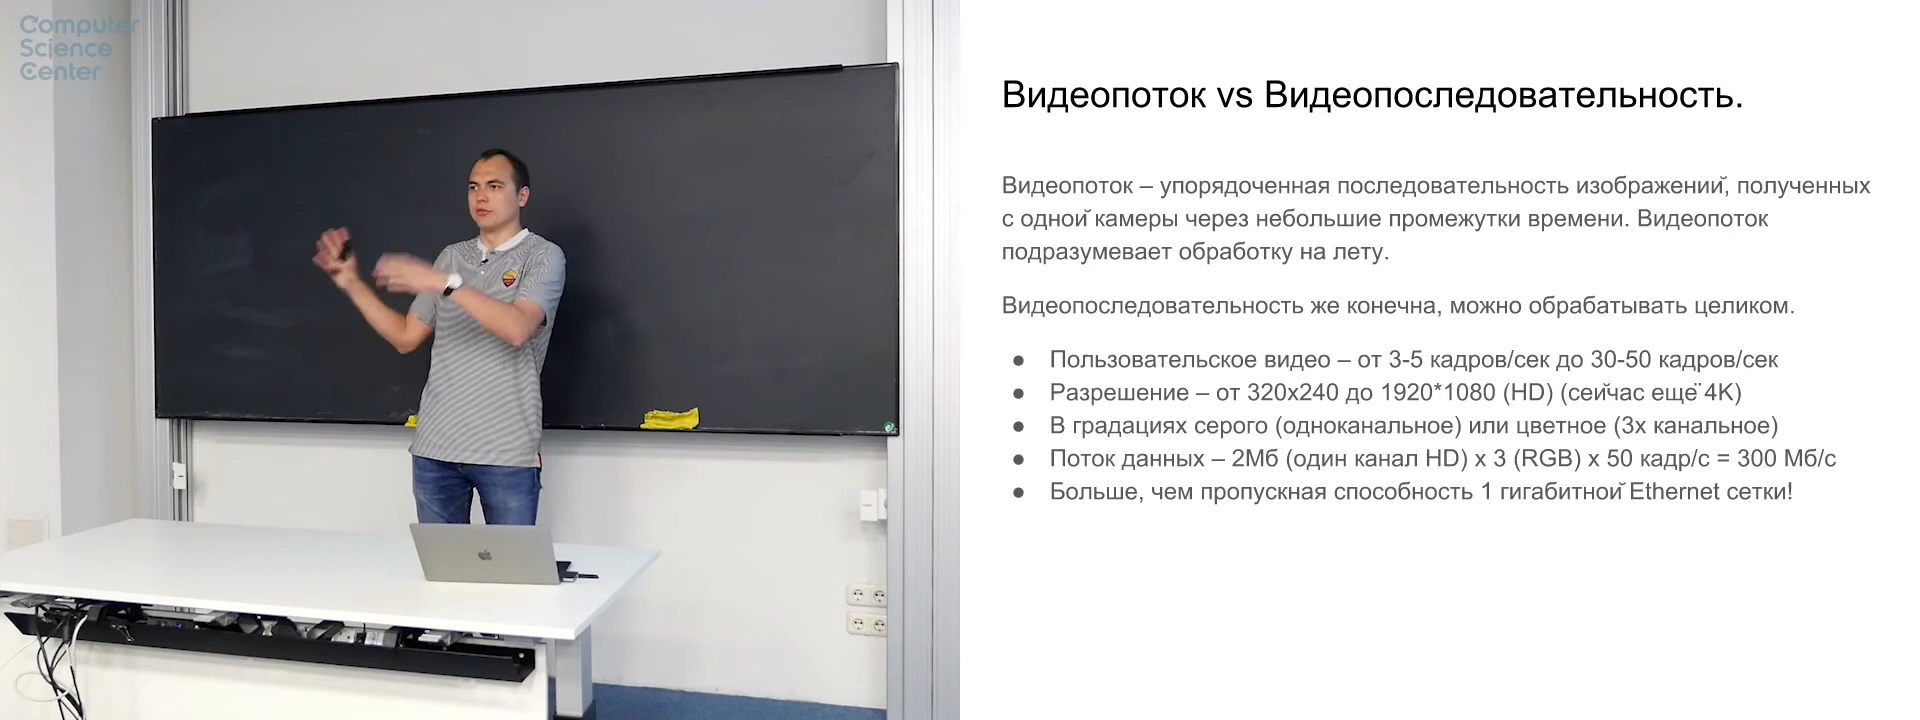 Computer
Science
Center
Видеопоток vs Видеопоследовательность.
Видеопоток – упорядоченная последовательность изображений, полученных
с одной камеры через небольшие промежутки времени. Видеопоток
подразумевает обработку на лету.
Видеопоследовательность же конечна, можно обрабатывать целиком.
● Пользовательское видео – от 3-5 кадров/сек до 30-50 кадров/сек
● Разрешение – от 320x240 до 1920*1080 (HD) (сейчас ещё 4K)
● В градациях серого (одноканальное) или цветное (3х канальное)
● Поток данных – 2Мб (один канал HD) x 3 (RGB) x 50 кадр/с = 300 Мб/с
● Больше, чем пропускная способность 1 гигабитной Ethernet сетки!